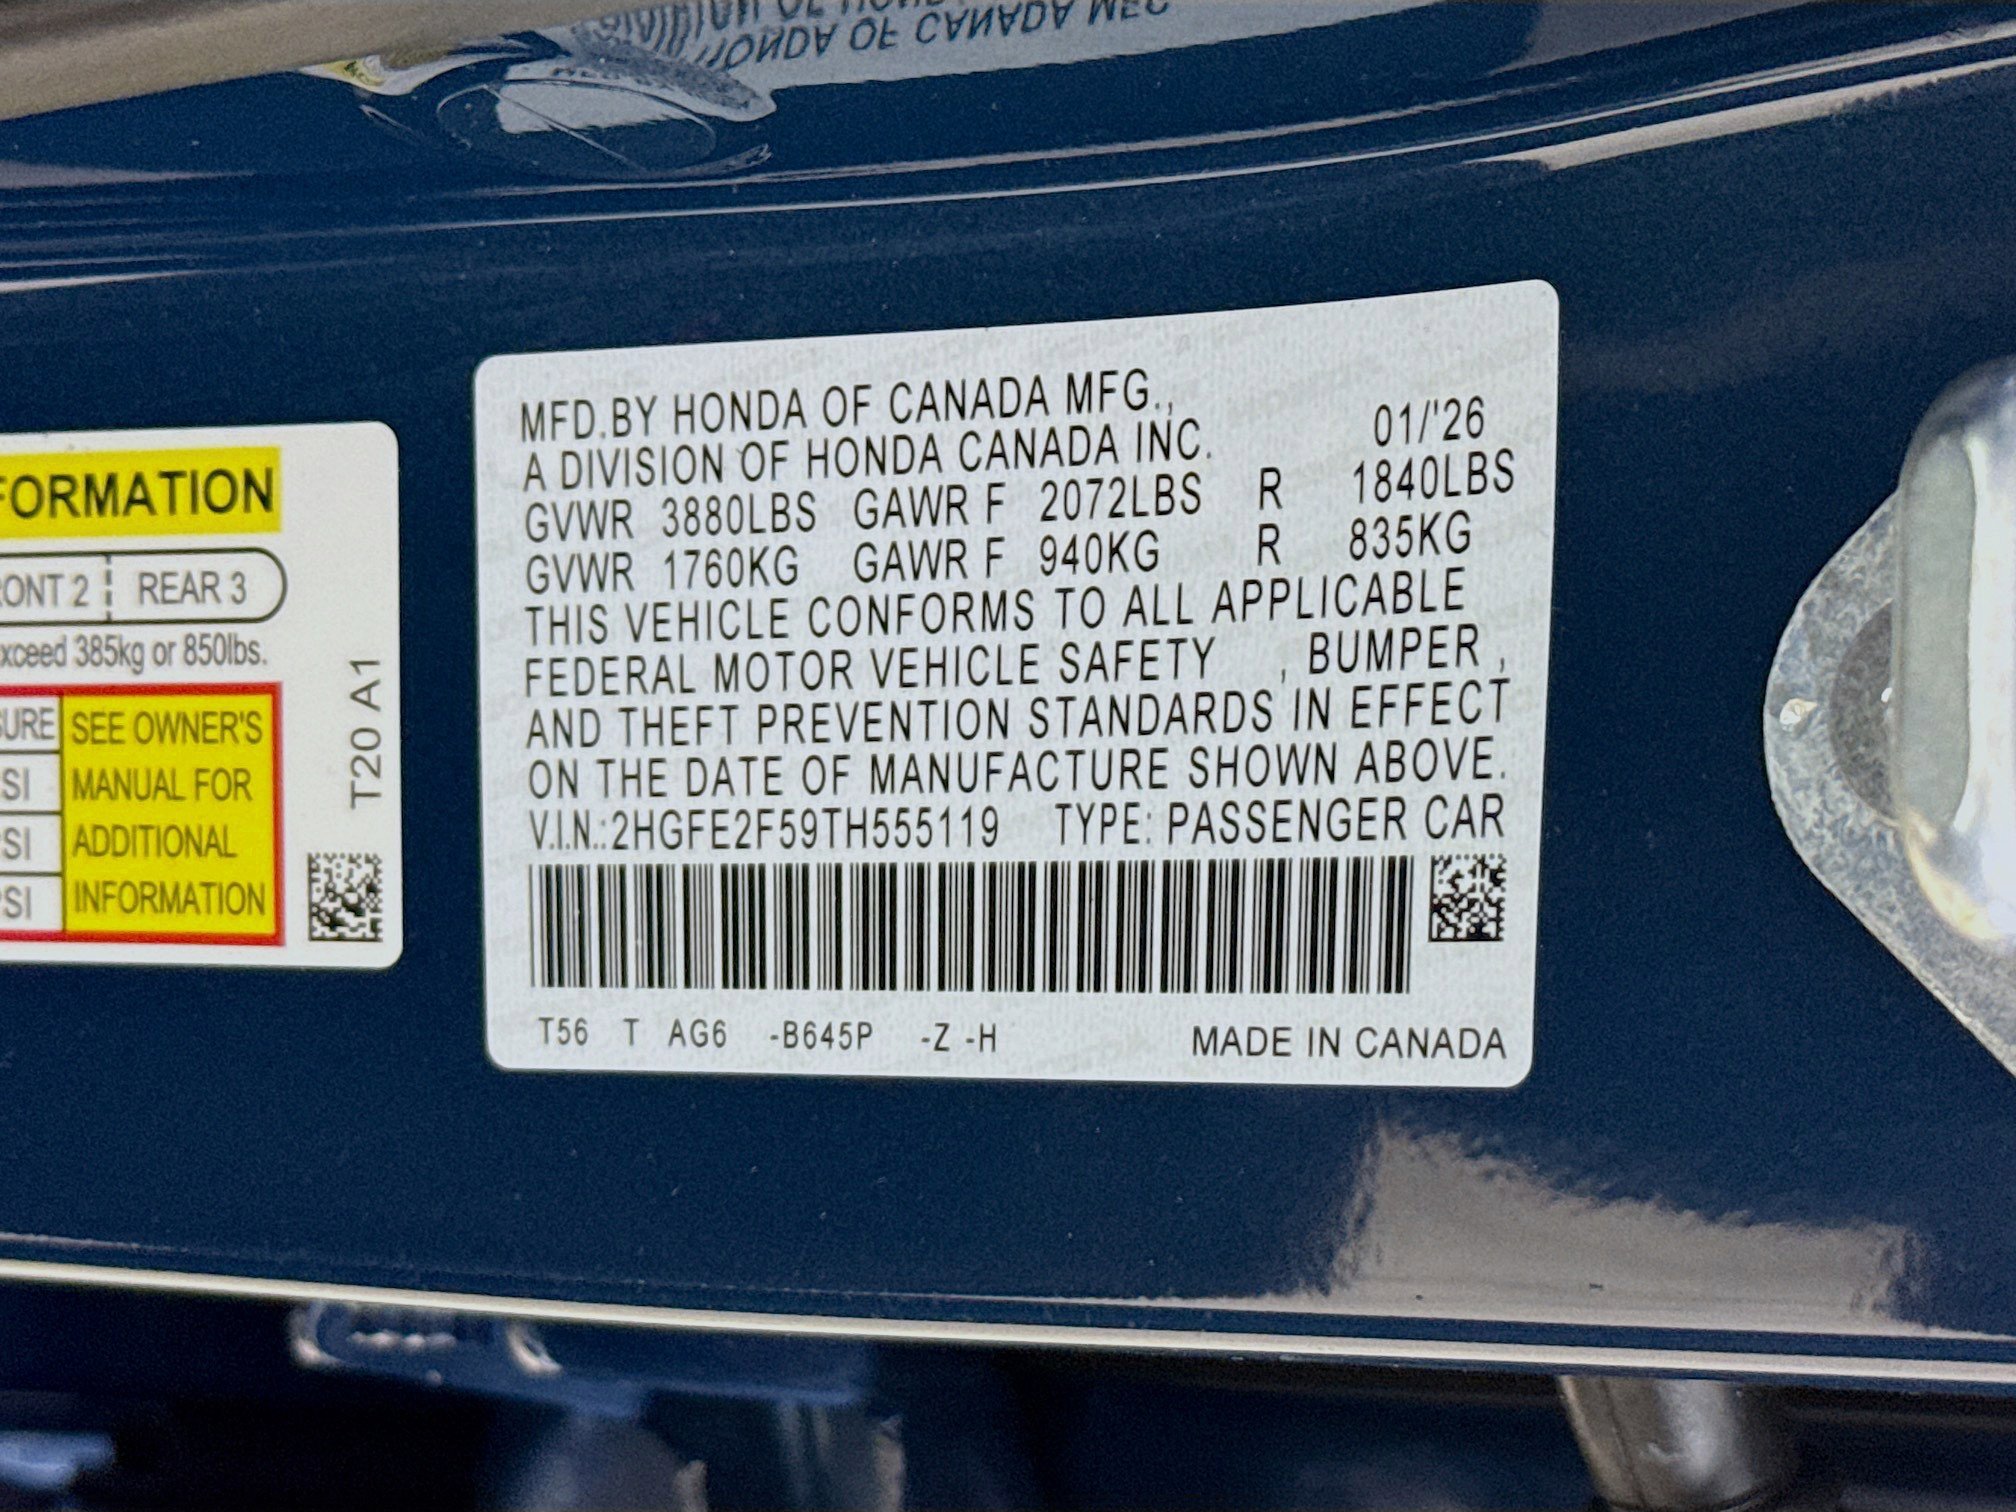 MFD.BY HONDA OF CANADA MFG.,
A DIVISION OF HONDA CANADA INC. 01/'26
GVWR 3880LBS GAWR F 2072LBS R 1840LBS
GVWR 1760KG GAWR F 940KG R 835KG
THIS VEHICLE CONFORMS TO ALL APPLICABLE
FEDERAL MOTOR VEHICLE SAFETY , BUMPER ,
AND THEFT PREVENTION STANDARDS IN EFFECT
ON THE DATE OF MANUFACTURE SHOWN ABOVE.
V.I.N.:2HGFE2F59TH555119 TYPE: PASSENGER CAR
T56 T AG6 -B645P -Z -H MADE IN CANADA
FORMATION
RONT 2 REAR 3
xceed 385kg or 850lbs.
SURE SEE OWNER'S
SI MANUAL FOR
SI ADDITIONAL
SI INFORMATION
T20 A1
HONDA OF CANADA